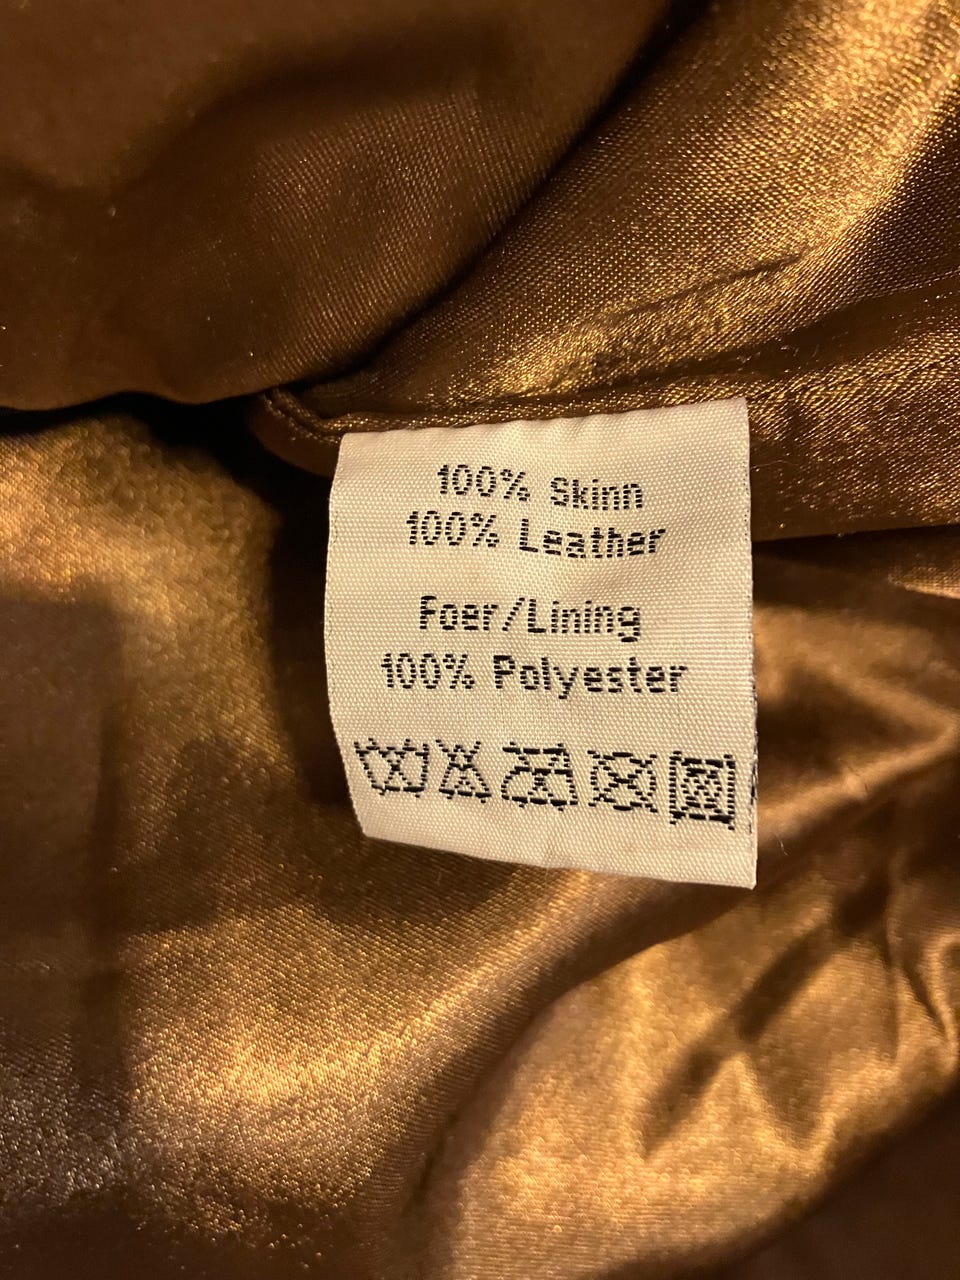 100% Skinn
100% Leather
Foer/Lining
100% Polyester